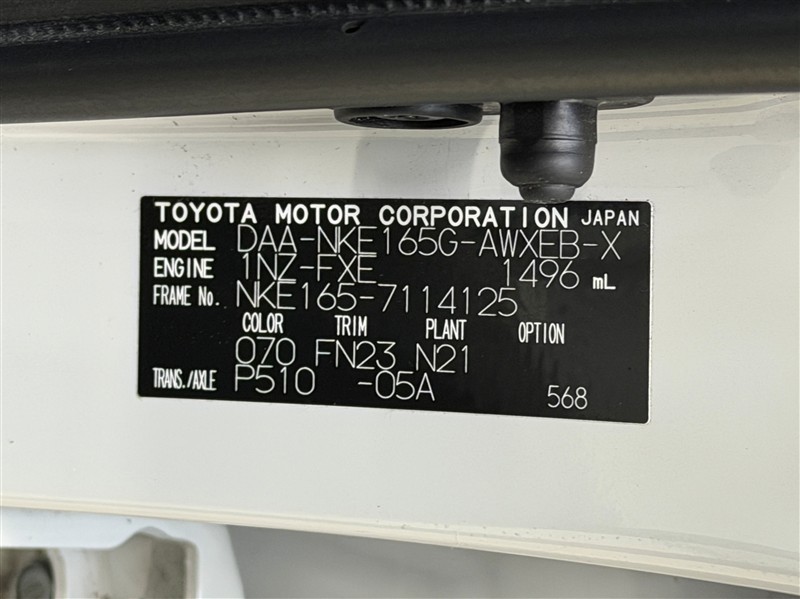 TOYOTA MOTOR CORPORATION JAPAN
MODEL DAA-NKE165G-AWXEB-X
ENGINE 1NZ-FXE 1496 mL
FRAME No. NKE165-7114125
COLOR TRIM PLANT OPTION
070 FN23 N21
TRANS./AXLE P510 -05A 568